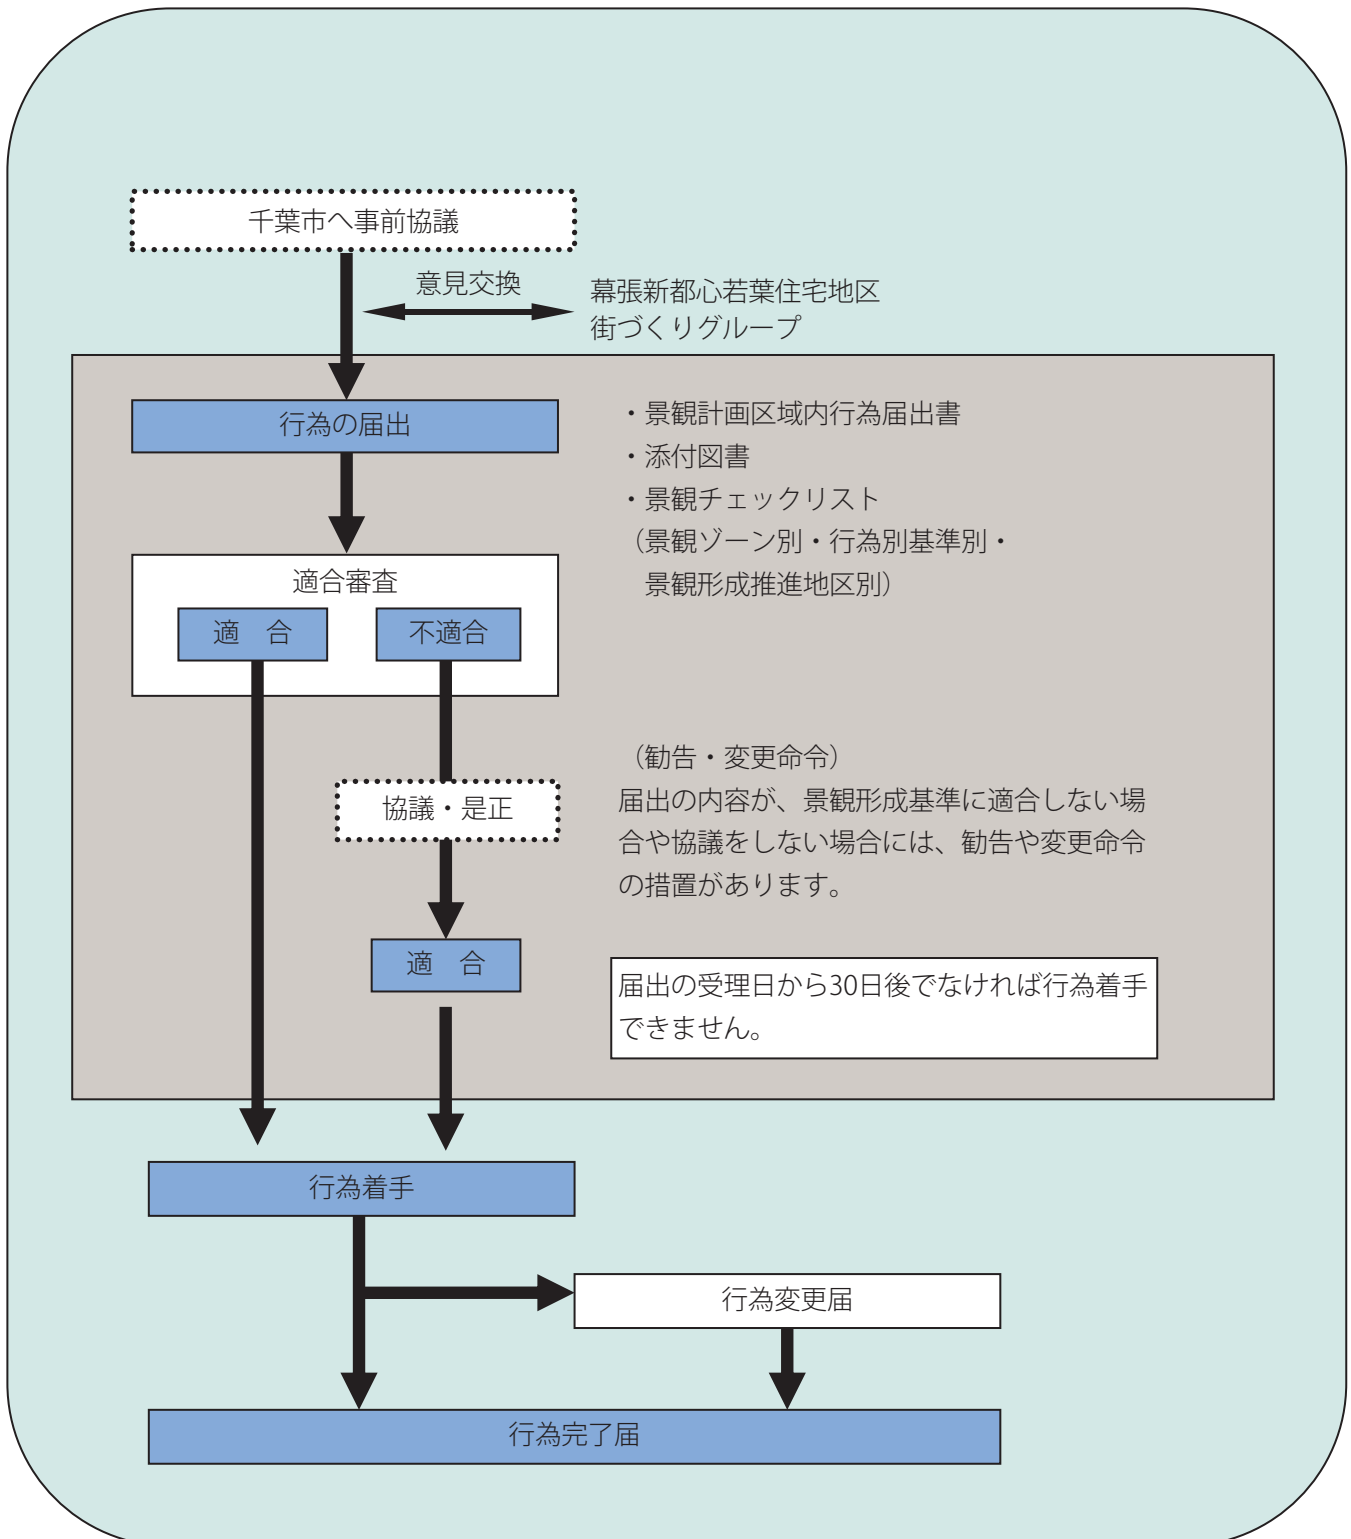 千葉市へ事前協議
意見交換
幕張新都心若葉住宅地区
街づくりグループ
行為の届出
・景観計画区域内行為届出書
・添付図書
・景観チェックリスト
（景観ゾーン別・行為別基準別・
景観形成推進地区別）
適合審査
適　合
不適合
（勧告・変更命令）
届出の内容が、景観形成基準に適合しない場
合や協議をしない場合には、勧告や変更命令
の措置があります。
協議・是正
適　合
届出の受理日から30日後でなければ行為着手
できません。
行為着手
行為変更届
行為完了届